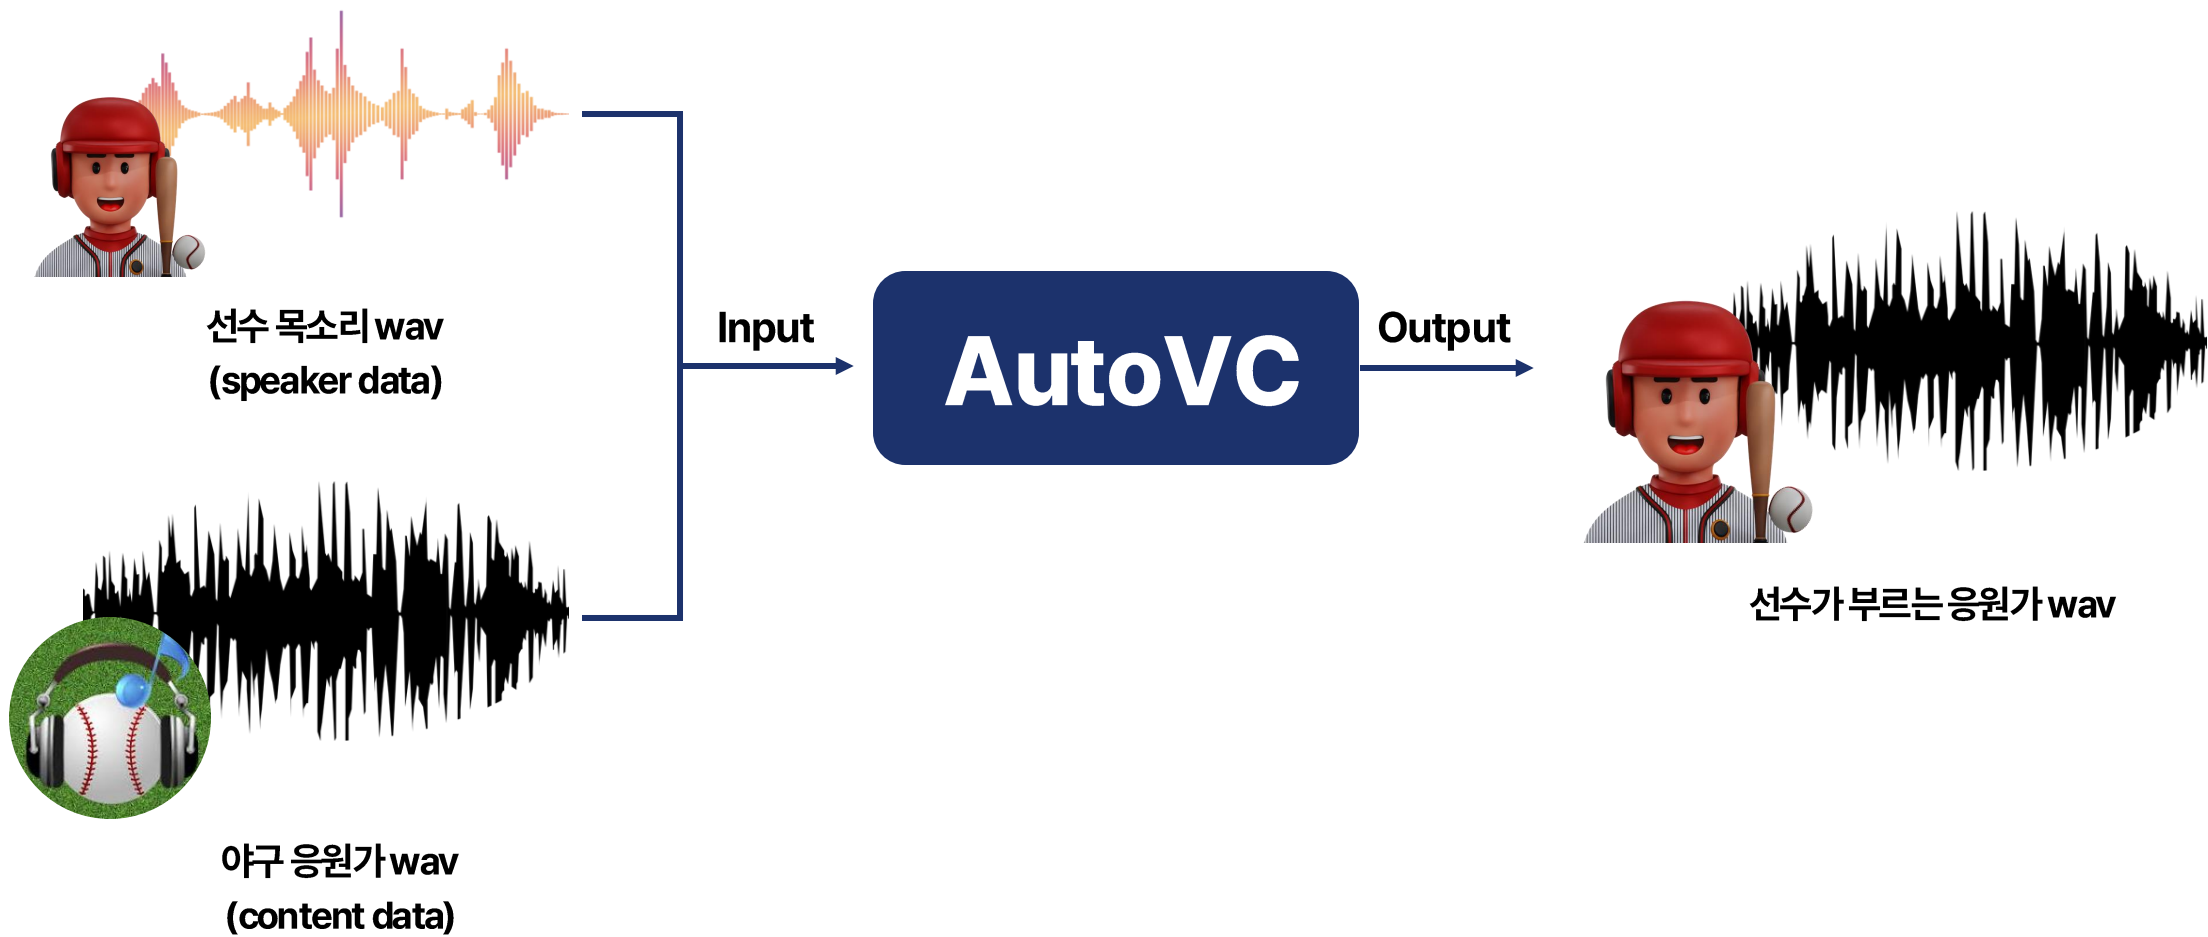 선수 목소리 wav
(speaker data)
Input
AutoVC
Output
선수가 부르는 응원가 wav
야구 응원가 wav
(content data)